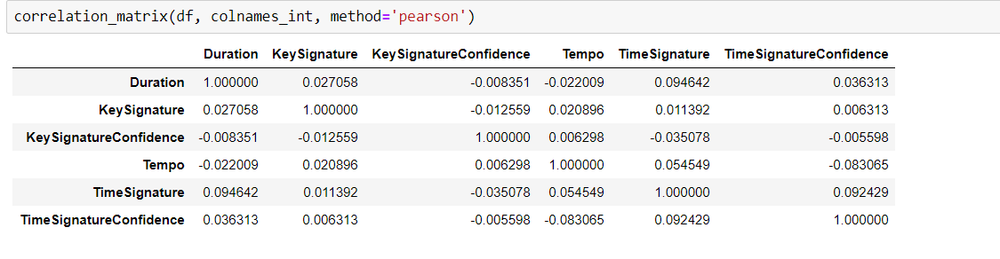 correlation_matrix(df, colnames_int, method='pearson')
Duration KeySignature KeySignatureConfidence Tempo TimeSignature TimeSignatureConfidence
Duration 1.000000 0.027058 -0.008351 -0.022009 0.094642 0.036313
KeySignature 0.027058 1.000000 -0.012559 0.020896 0.011392 0.006313
KeySignatureConfidence -0.008351 -0.012559 1.000000 0.006298 -0.035078 -0.005598
Tempo -0.022009 0.020896 0.006298 1.000000 0.054549 -0.083065
TimeSignature 0.094642 0.011392 -0.035078 0.054549 1.000000 0.092429
TimeSignatureConfidence 0.036313 0.006313 -0.005598 -0.083065 0.092429 1.000000